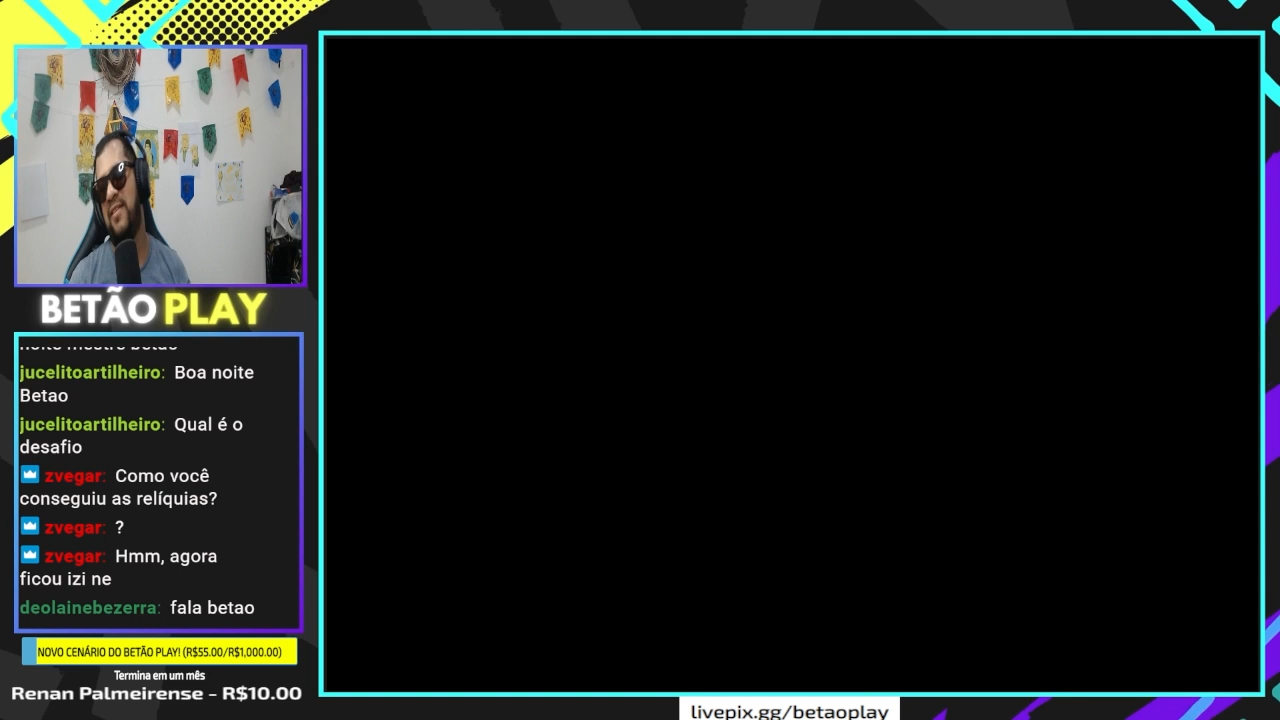 BETÃO PLAY
jucelitoartilheiro: Boa noite
Betao
jucelitoartilheiro: Qual é o
desafio
zvegar: Como você
conseguiu as relíquias?
zvegar: ?
zvegar: Hmm, agora
ficou izi ne
deolainebezerra: fala betao
NOVO CENÁRIO DO BETÃO PLAY! (R$55.00/R$1,000.00)
Termina em um mês
Renan Palmeirense - R$10.00
livepix.gg/betaoplay